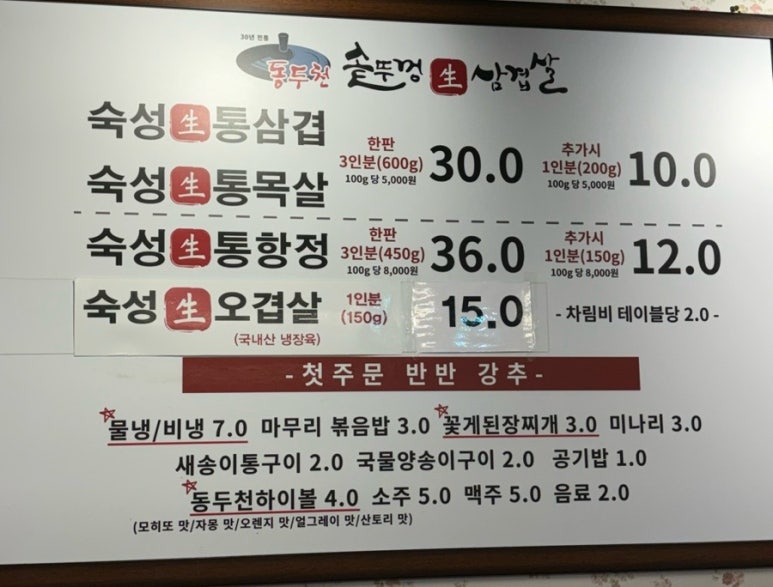 30년 전통
동두천 솥뚜껑 生 삼겹살
숙성 生 통삼겹
숙성 生 통목살
한판
3인분(600g)
100g 당 5,000원
30.0
추가시
1인분(200g)
100g 당 5,000원
10.0
숙성 生 통항정
한판
3인분(450g)
100g 당 8,000원
36.0
추가시
1인분(150g)
100g 당 8,000원
12.0
숙성 生 오겹살
(국내산 냉장육)
1인분
(150g)
15.0
- 차림비 테이블당 2.0 -
- 첫주문 반반 강추 -
물냉/비냉 7.0 마무리 볶음밥 3.0 꽃게된장찌개 3.0 미나리 3.0
새송이통구이 2.0 국물양송이구이 2.0 공기밥 1.0
동두천하이볼 4.0 소주 5.0 맥주 5.0 음료 2.0
(모히또 맛/자몽 맛/오렌지 맛/얼그레이 맛/산토리 맛)